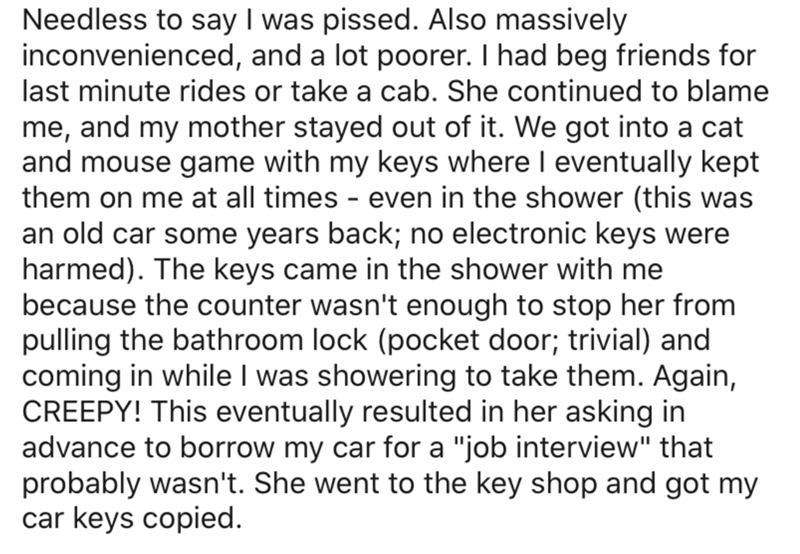 Needless to say I was pissed. Also massively
inconvenienced, and a lot poorer. I had beg friends for
last minute rides or take a cab. She continued to blame
me, and my mother stayed out of it. We got into a cat
and mouse game with my keys where I eventually kept
them on me at all times - even in the shower (this was
an old car some years back; no electronic keys were
harmed). The keys came in the shower with me
because the counter wasn't enough to stop her from
pulling the bathroom lock (pocket door; trivial) and
coming in while I was showering to take them. Again,
CREEPY! This eventually resulted in her asking in
advance to borrow my car for a "job interview" that
probably wasn't. She went to the key shop and got my
car keys copied.